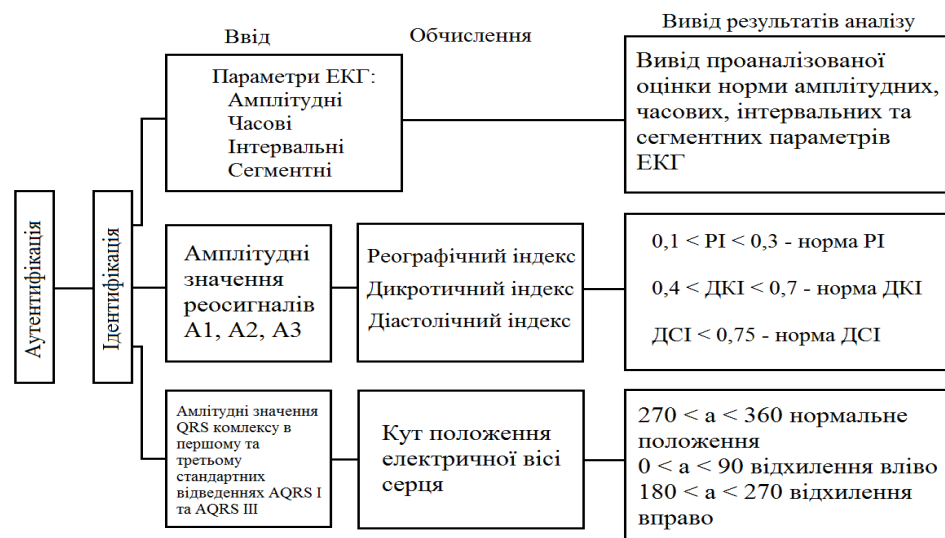 Ввід
Обчислення
Вивід результатів аналізу
Аутентифікація
Ідентифікація
Параметри ЕКГ:
Амплітудні
Часові
Інтервальні
Сегментні
Вивід проаналізованої
оцінки норми амплітудних,
часових, інтервальних та
сегментних параметрів
ЕКГ
Амплітудні
значення
реосигналів
А1, А2, А3
Реографічний індекс
Дикротичний індекс
Діастолічний індекс
0,1 < РІ < 0,3 - норма РІ
0,4 < ДКІ < 0,7 - норма ДКІ
ДСІ < 0,75 - норма ДСІ
Амлітудні значення
QRS комлексу в
першому та
третьому
стандартних
відведеннях AQRS I
та AQRS III
Кут положення
електричної вісі
серця
270 < a < 360 нормальне
положення
0 < a < 90 відхилення вліво
180 < a < 270 відхилення
вправо